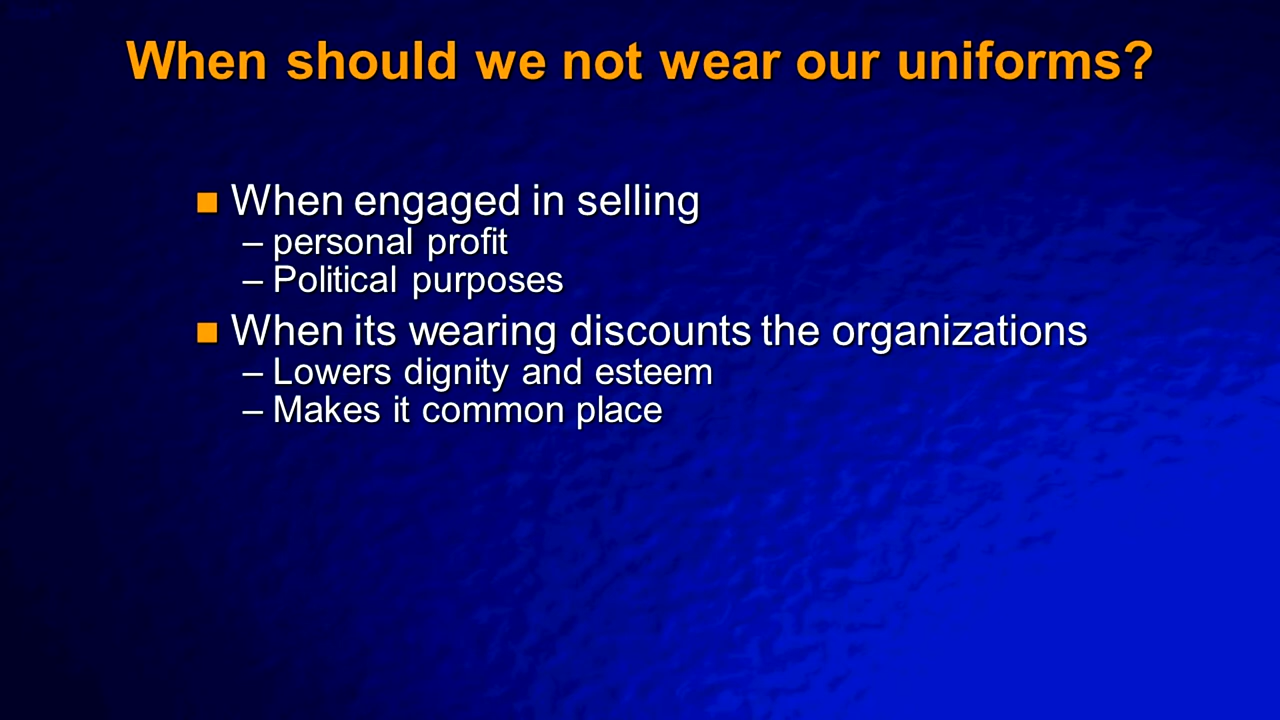 When should we not wear our uniforms?
■ When engaged in selling
– personal profit
– Political purposes
■ When its wearing discounts the organizations
– Lowers dignity and esteem
– Makes it common place